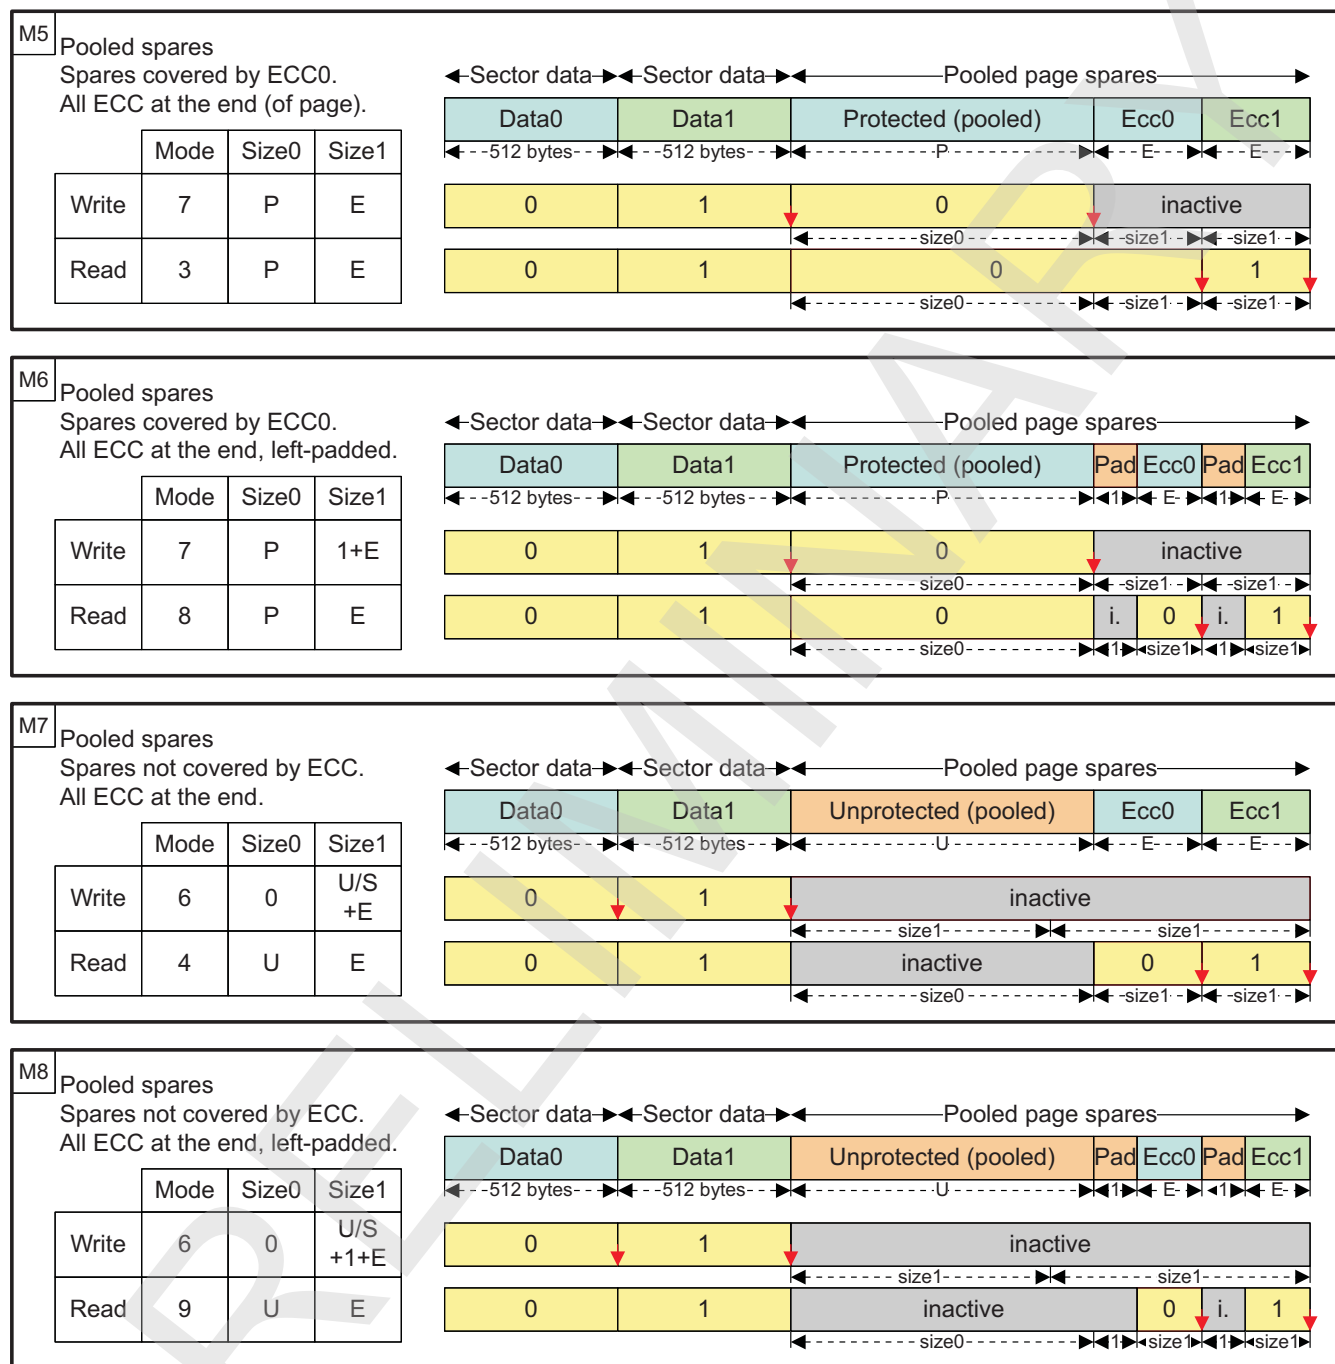 M5
Pooled spares
Spares covered by ECC0.
All ECC at the end (of page).
Mode Size0 Size1
Write 7 P E
Read 3 P E
Sector data Sector data Pooled page spares
Data0 Data1 Protected (pooled) Ecc0 Ecc1
512 bytes 512 bytes P E E
0 1 0 inactive
size0 size1 size1
0 1 0 1
size0 size1 size1
M6
Pooled spares
Spares covered by ECC0.
All ECC at the end, left-padded.
Mode Size0 Size1
Write 7 P 1+E
Read 8 P E
Sector data Sector data Pooled page spares
Data0 Data1 Protected (pooled) Pad Ecc0 Pad Ecc1
512 bytes 512 bytes P 1 E 1 E
0 1 0 inactive
size0 size1 size1
0 1 0 i. 0 i. 1
size0 1 size1 1 size1
M7
Pooled spares
Spares not covered by ECC.
All ECC at the end.
Mode Size0 Size1
Write 6 0 U/S
+E
Read 4 U E
Sector data Sector data Pooled page spares
Data0 Data1 Unprotected (pooled) Ecc0 Ecc1
512 bytes 512 bytes U E E
0 1 inactive
size1 size1
0 1 inactive 0 1
size0 size1 size1
M8
Pooled spares
Spares not covered by ECC.
All ECC at the end, left-padded.
Mode Size0 Size1
Write 6 0 U/S
+1+E
Read 9 U E
Sector data Sector data Pooled page spares
Data0 Data1 Unprotected (pooled) Pad Ecc0 Pad Ecc1
512 bytes 512 bytes U 1 E 1 E
0 1 inactive
size1 size1
0 1 inactive 0 i. 1
size0 1 size1 1 size1
PRELIMINARY